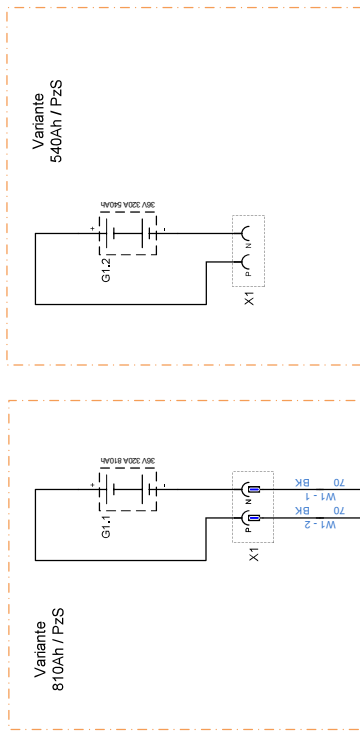 Variante
540Ah / PzS
+
36V 320A 540Ah
-
G1.2
P
N
X1
Variante
810Ah / PzS
+
36V 320A 810Ah
-
G1.1
P
N
X1
70
BK
W1 - 1
70
BK
W1 - 2